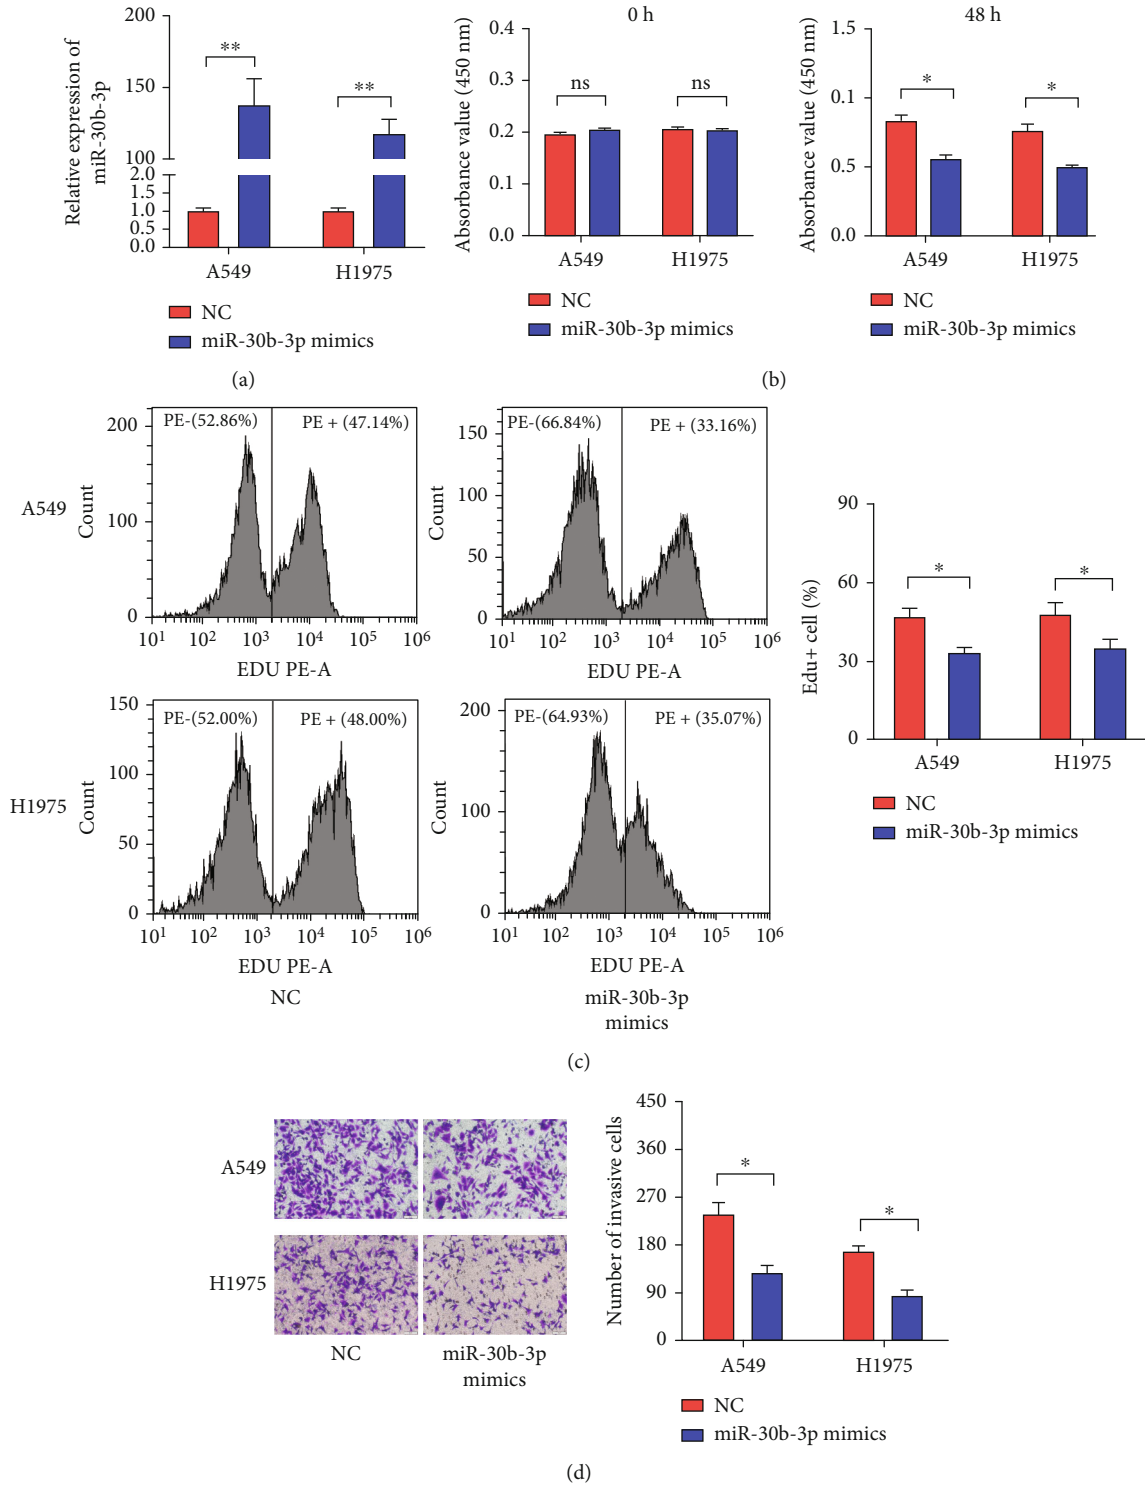 Relative expression of
miR-30b-3p
200
150
100
2.0
1.5
1.0
0.5
0.0
**
**
A549
H1975
NC
miR-30b-3p mimics
(a)
0 h
Absorbance value (450 nm)
0.4
0.3
0.2
0.1
0.0
ns
ns
A549
H1975
NC
miR-30b-3p mimics
48 h
Absorbance value (450 nm)
1.5
0.1
0.5
0.0
*
*
A549
H1975
NC
miR-30b-3p mimics
(b)
A549
Count
200
100
0
PE-(52.86%)
PE + (47.14%)
10¹ 10² 10³ 10⁴ 10⁵ 10⁶
EDU PE-A
Count
150
100
50
0
PE-(66.84%)
PE + (33.16%)
10¹ 10² 10³ 10⁴ 10⁵ 10⁶
EDU PE-A
H1975
Count
150
100
50
0
PE-(52.00%)
PE + (48.00%)
10¹ 10² 10³ 10⁴ 10⁵ 10⁶
EDU PE-A
NC
Count
200
100
0
PE-(64.93%)
PE + (35.07%)
10¹ 10² 10³ 10⁴ 10⁵ 10⁶
EDU PE-A
miR-30b-3p
mimics
Edu+ cell (%)
90
60
30
0
*
*
A549
H1975
NC
miR-30b-3p mimics
(c)
A549
H1975
NC
miR-30b-3p
mimics
Number of invasive cells
450
360
270
180
90
0
*
*
A549
H1975
NC
miR-30b-3p mimics
(d)